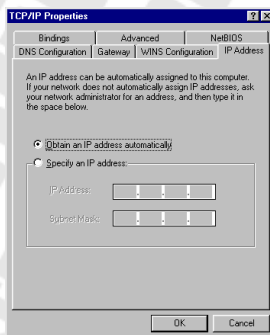 TCP/IP Properties
Bindings Advanced NetBIOS
DNS Configuration Gateway WINS Configuration IP Address
An IP address can be automatically assigned to this computer.
If your network does not automatically assign IP addresses, ask
your network administrator for an address, and then type it in
the space below.
Obtain an IP address automatically
Specify an IP address:
IP Address:
Subnet Mask:
OK Cancel